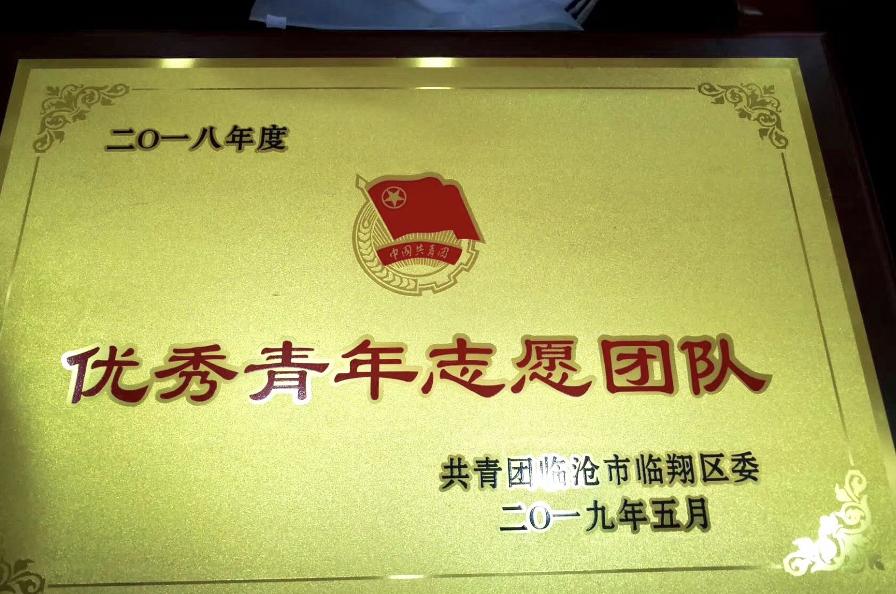 二〇一八年度
中国共青团
优秀青年志愿团队
共青团临沧市临翔区委
二〇一九年五月